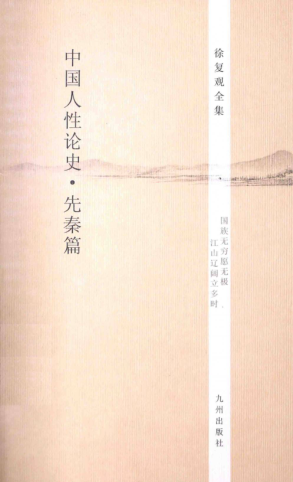 中国人性论史·先秦篇
徐复观全集
国族无穷愿无极
江山辽阔立多时
九州出版社